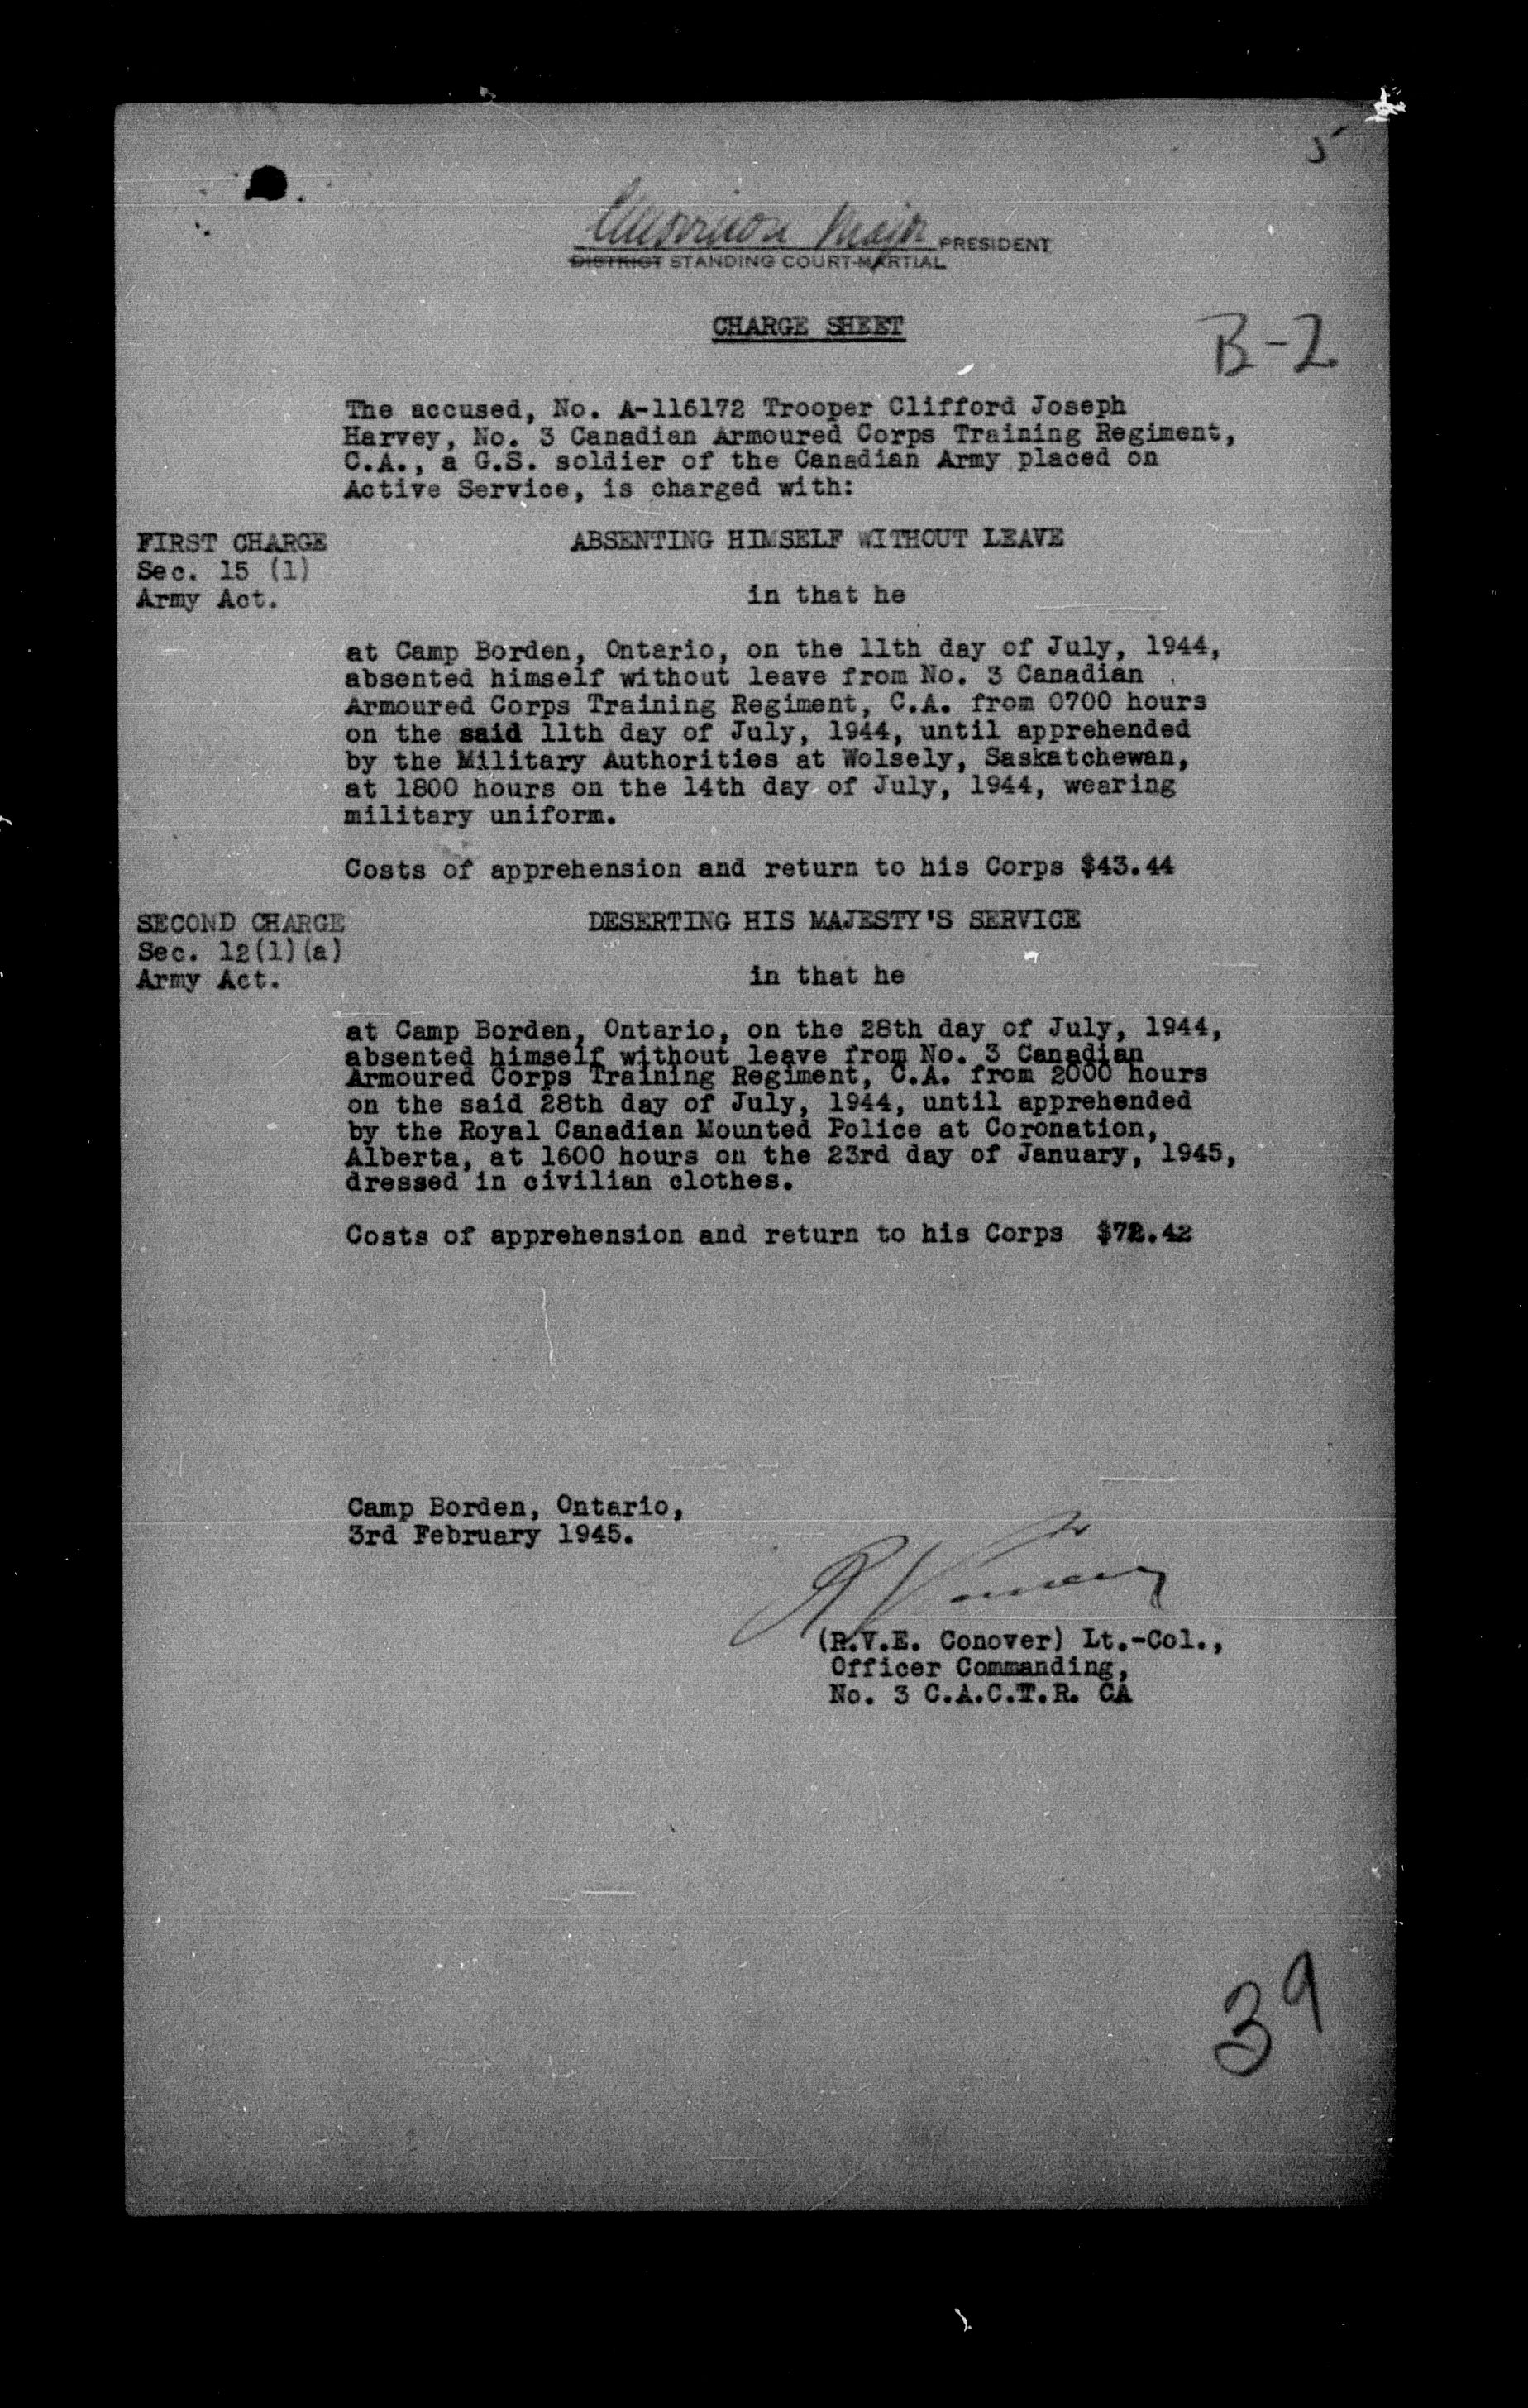 5
Major PRESIDENT
DISTRICT STANDING COURT-MARTIAL
CHARGE SHEET
B-2
The accused, No. A-116172 Trooper Clifford Joseph
Harvey, No. 3 Canadian Armoured Corps Training Regiment,
C.A., a G.S. soldier of the Canadian Army placed on
Active Service, is charged with:
FIRST CHARGE
Sec. 15 (1)
Army Act.
ABSENTING HIMSELF WITHOUT LEAVE
in that he
at Camp Borden, Ontario, on the 11th day of July, 1944,
absented himself without leave from No. 3 Canadian
Armoured Corps Training Regiment, C.A. from 0700 hours
on the said 11th day of July, 1944, until apprehended
by the Military Authorities at Wolsely, Saskatchewan,
at 1800 hours on the 14th day of July, 1944, wearing
military uniform.
Costs of apprehension and return to his Corps $43.44
SECOND CHARGE
Sec. 12(1)(a)
Army Act.
DESERTING HIS MAJESTY'S SERVICE
in that he
at Camp Borden, Ontario, on the 28th day of July, 1944,
absented himself without leave from No. 3 Canadian
Armoured Corps Training Regiment, C.A. from 2000 hours
on the said 28th day of July, 1944, until apprehended
by the Royal Canadian Mounted Police at Coronation,
Alberta, at 1600 hours on the 23rd day of January, 1945,
dressed in civilian clothes.
Costs of apprehension and return to his Corps $72.42
Camp Borden, Ontario,
3rd February 1945.
(R.V.E. Conover) Lt.-Col.,
Officer Commanding,
No. 3 C.A.C.T.R. CA
39